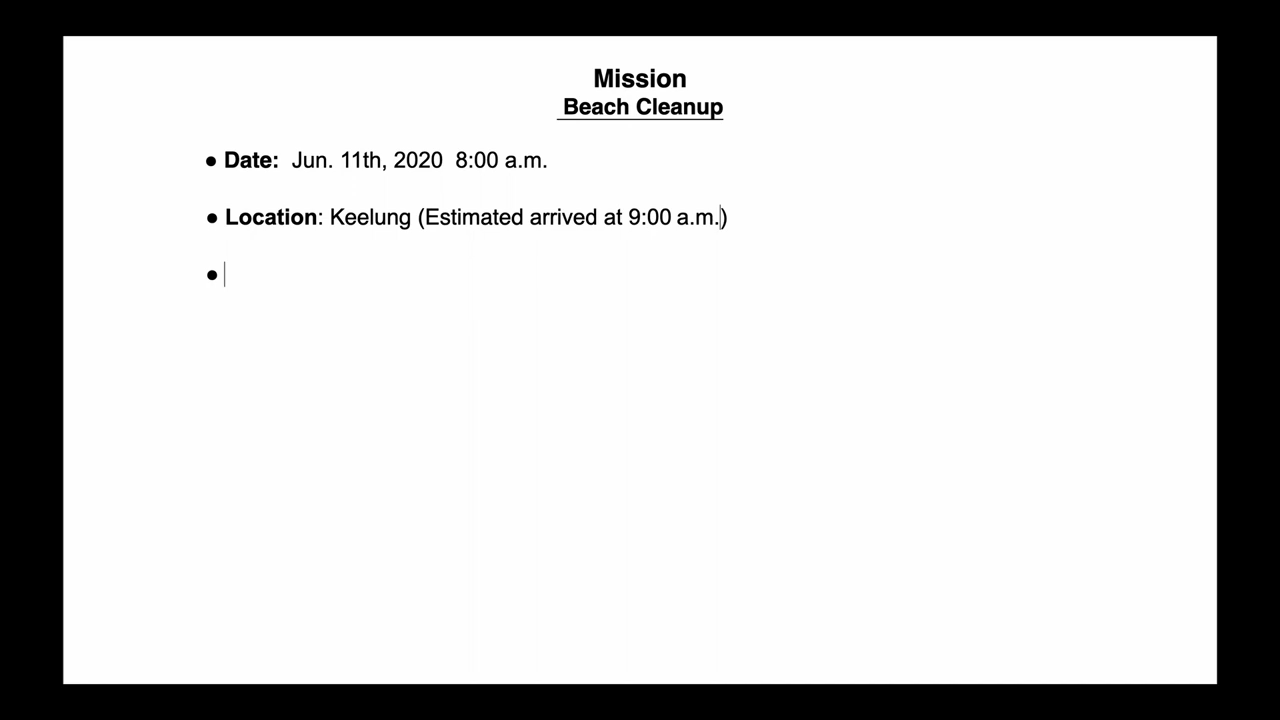 Mission
Beach Cleanup
● Date: Jun. 11th, 2020 8:00 a.m.
● Location: Keelung (Estimated arrived at 9:00 a.m.)
●